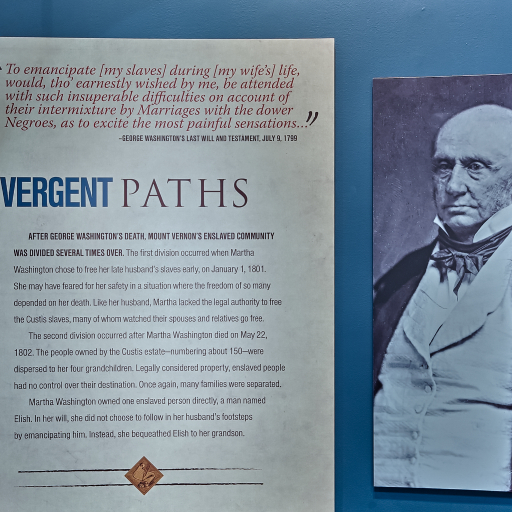 To emancipate [my slaves] during [my wife's] life,
would, tho' earnestly wished by me, be attended
with such insuperable difficulties on account of
their intermixture by Marriages with the dower
Negroes, as to excite the most painful sensations...”
–GEORGE WASHINGTON'S LAST WILL AND TESTAMENT, JULY 9, 1799
VERGENT PATHS
AFTER GEORGE WASHINGTON'S DEATH, MOUNT VERNON'S ENSLAVED COMMUNITY
WAS DIVIDED SEVERAL TIMES OVER. The first division occurred when Martha
Washington chose to free her late husband's slaves early, on January 1, 1801.
She may have feared for her safety in a situation where the freedom of so many
depended on her death. Like her husband, Martha lacked the legal authority to free
the Custis slaves, many of whom watched their spouses and relatives go free.
The second division occurred after Martha Washington died on May 22,
1802. The people owned by the Custis estate—numbering about 150—were
dispersed to her four grandchildren. Legally considered property, enslaved people
had no control over their destination. Once again, many families were separated.
Martha Washington owned one enslaved person directly, a man named
Elish. In her will, she did not choose to follow in her husband's footsteps
by emancipating him. Instead, she bequeathed Elish to her grandson.